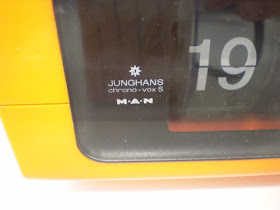 JUNGHANS
chrono-vox S
M·A·N
19